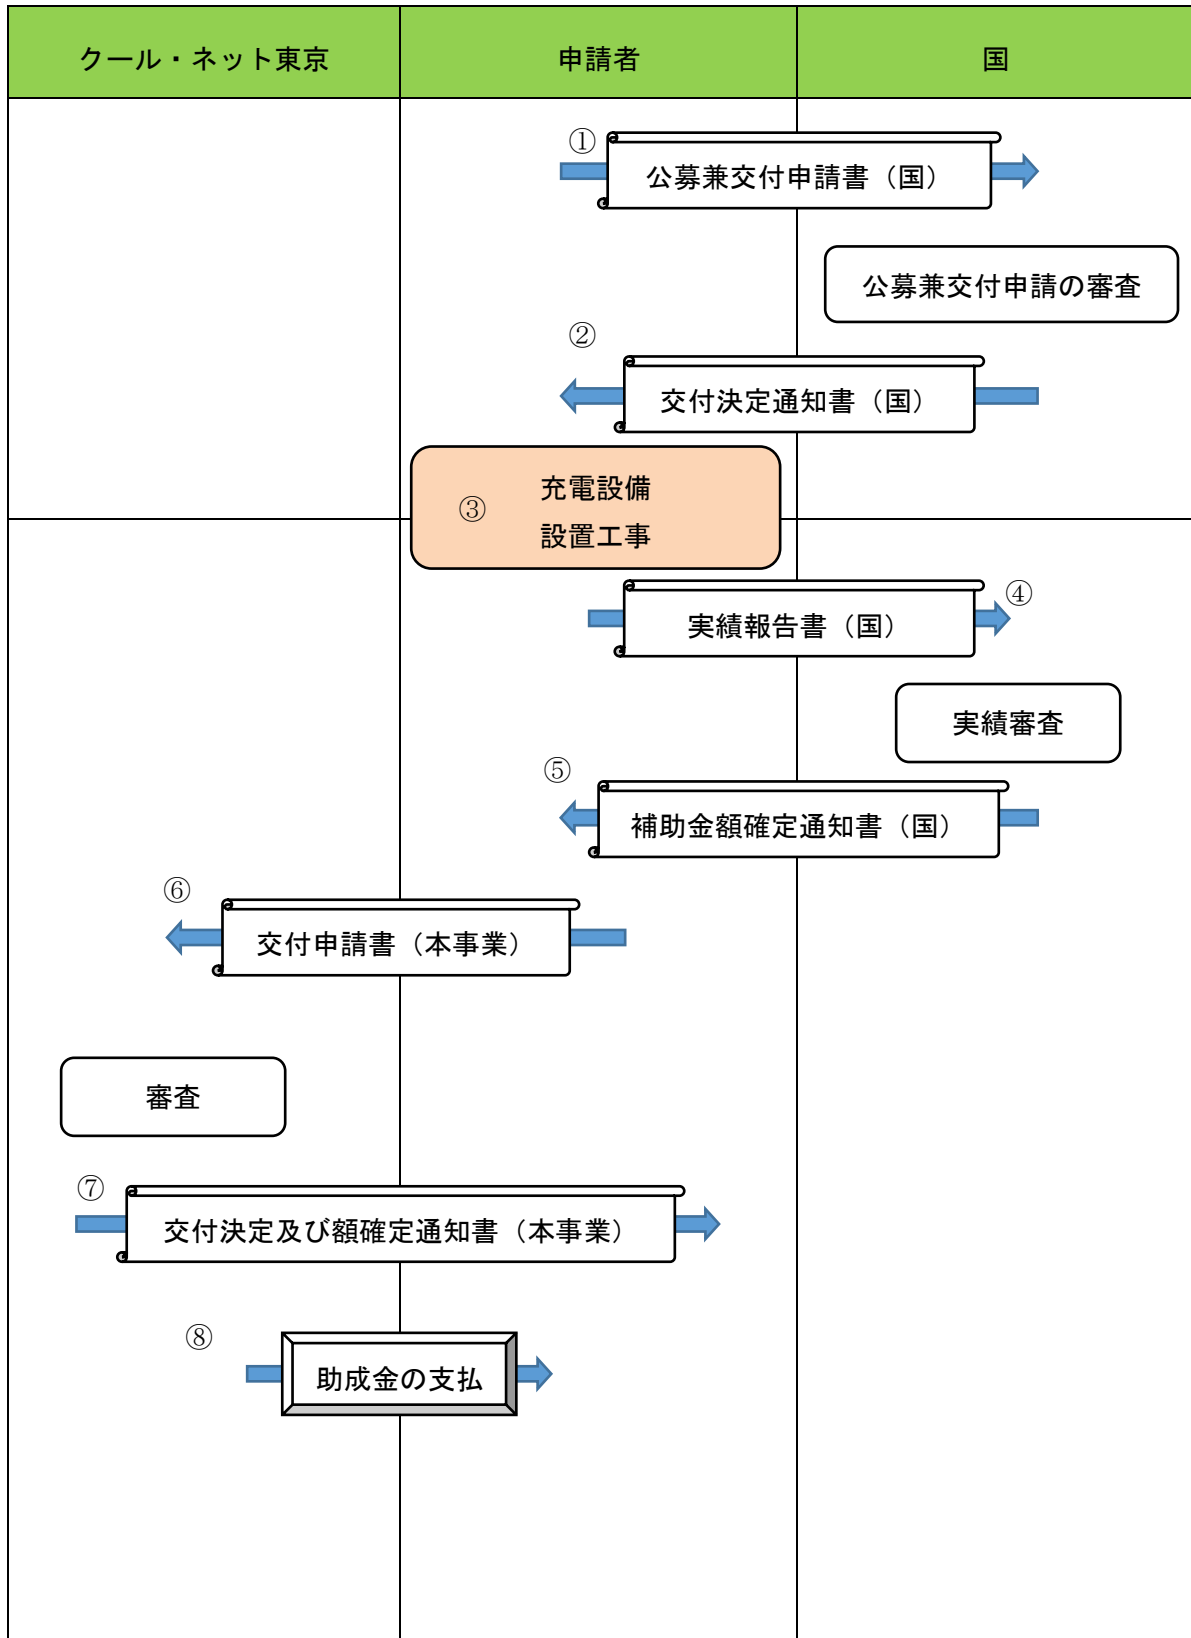 クール・ネット東京
申請者
国
①
公募兼交付申請書（国）
公募兼交付申請の審査
②
交付決定通知書（国）
③
充電設備
設置工事
④
実績報告書（国）
実績審査
⑤
補助金額確定通知書（国）
⑥
交付申請書（本事業）
審査
⑦
交付決定及び額確定通知書（本事業）
⑧
助成金の支払